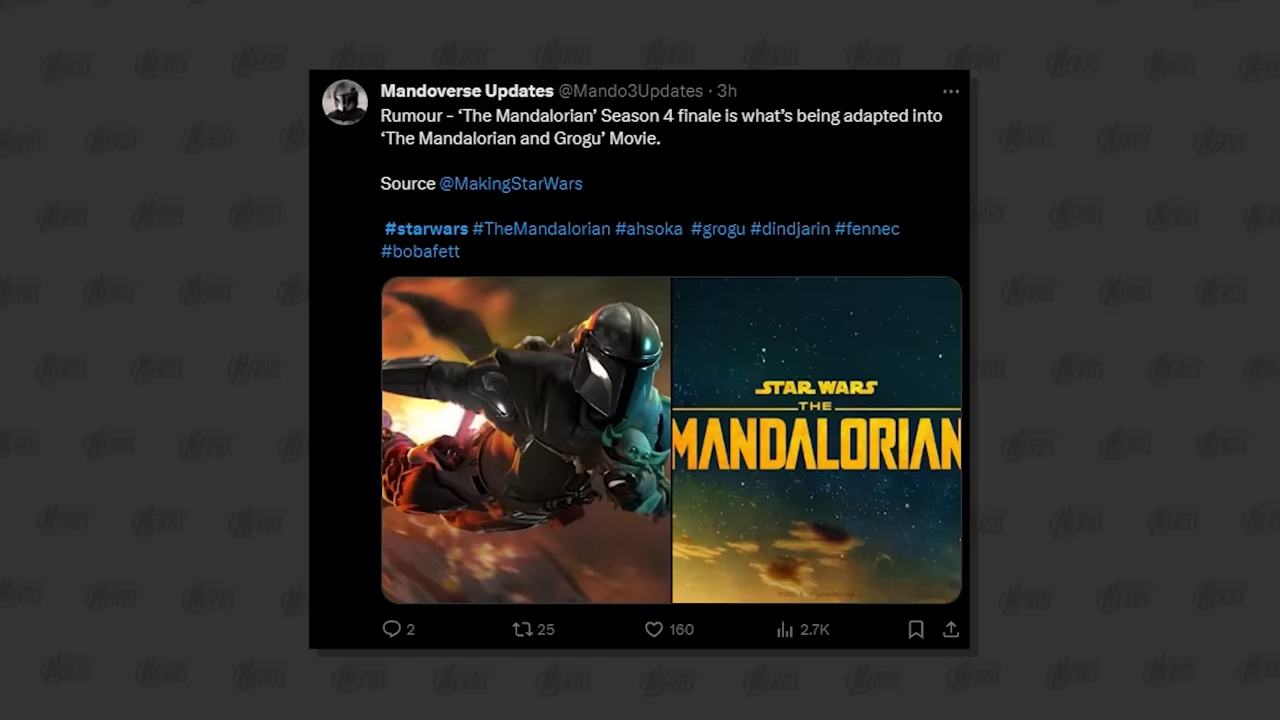 Mandoverse Updates @Mando3Updates · 3h
Rumour – ‘The Mandalorian’ Season 4 finale is what’s being adapted into
‘The Mandalorian and Grogu’ Movie.
Source @MakingStarWars
#starwars #TheMandalorian #ahsoka #grogu #dindjarin #fennec
#bobafett
STAR WARS
THE
MANDALORIAN
2 25 160 2.7K